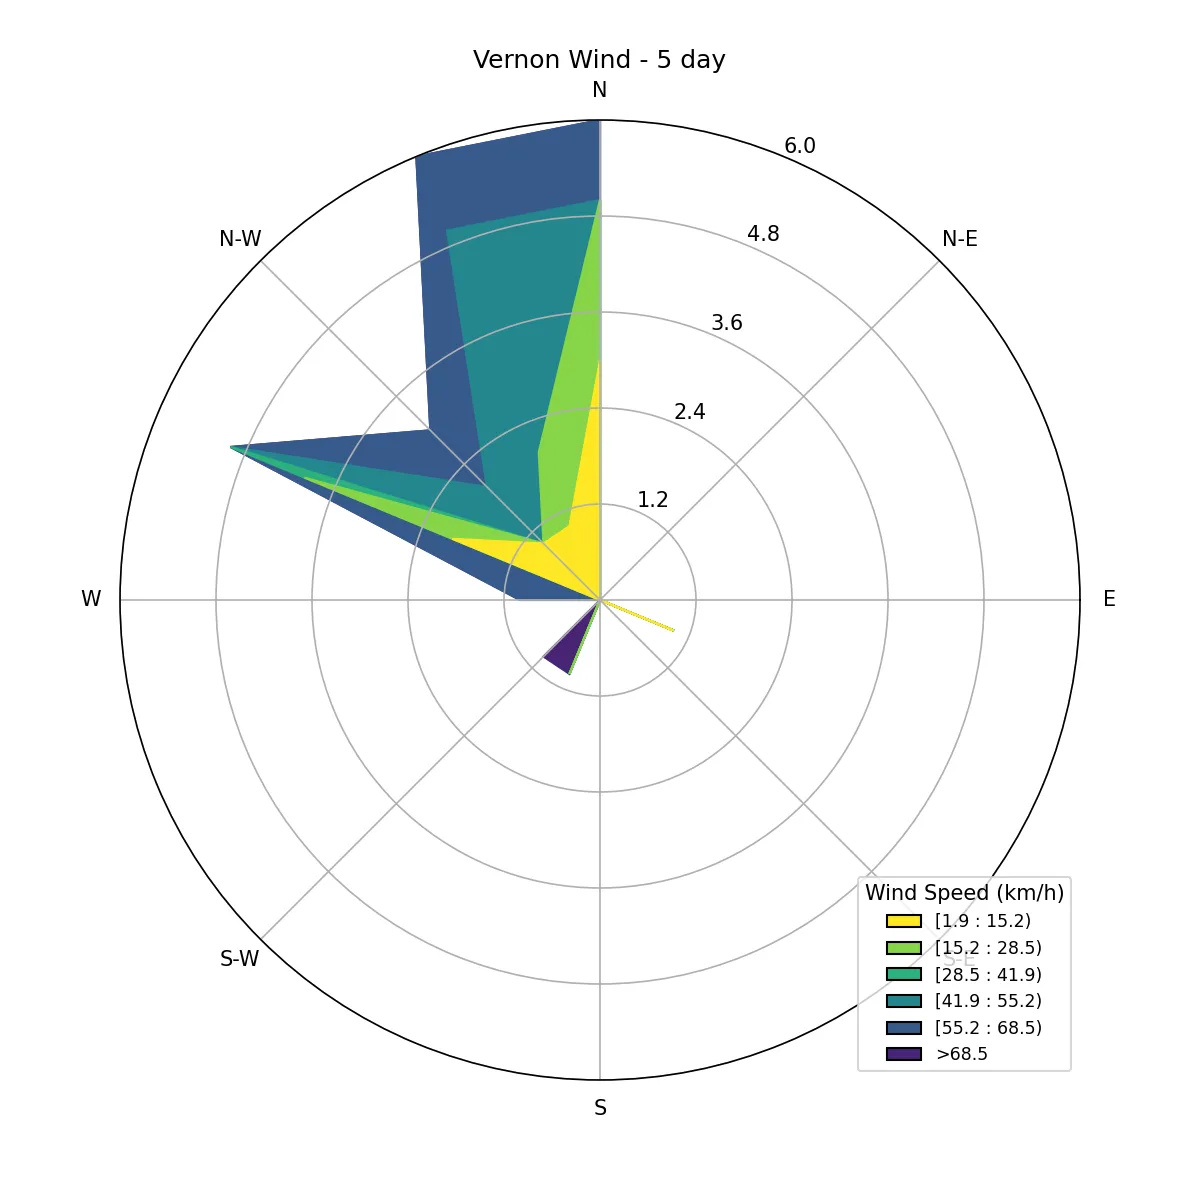 Vernon Wind - 5 day
N
6.0
N-W
N-E
4.8
3.6
2.4
1.2
W
E
Wind Speed (km/h)
[1.9 : 15.2)
[15.2 : 28.5)
S-W
S-E
[28.5 : 41.9)
[41.9 : 55.2)
[55.2 : 68.5)
>68.5
S